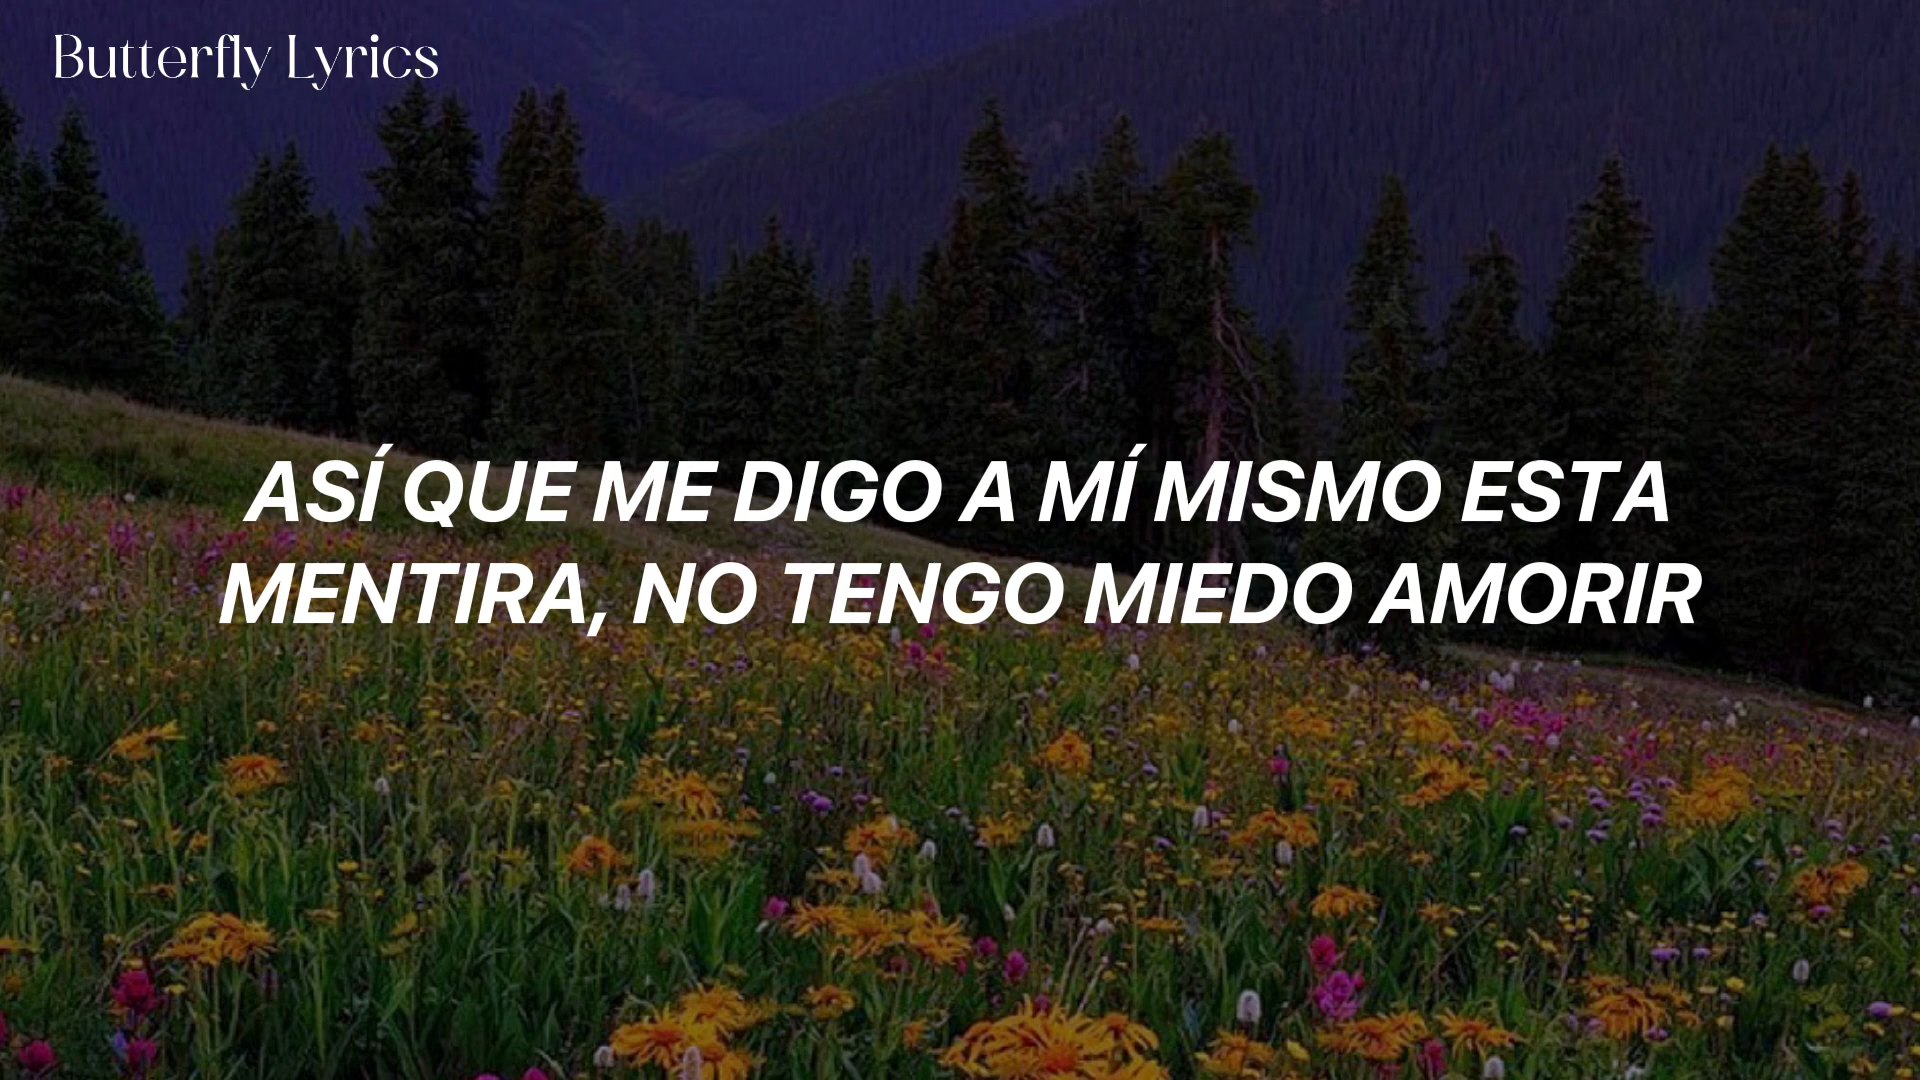 Butterfly Lyrics
ASÍ QUE ME DIGO A MÍ MISMO ESTA
MENTIRA, NO TENGO MIEDO AMORIR